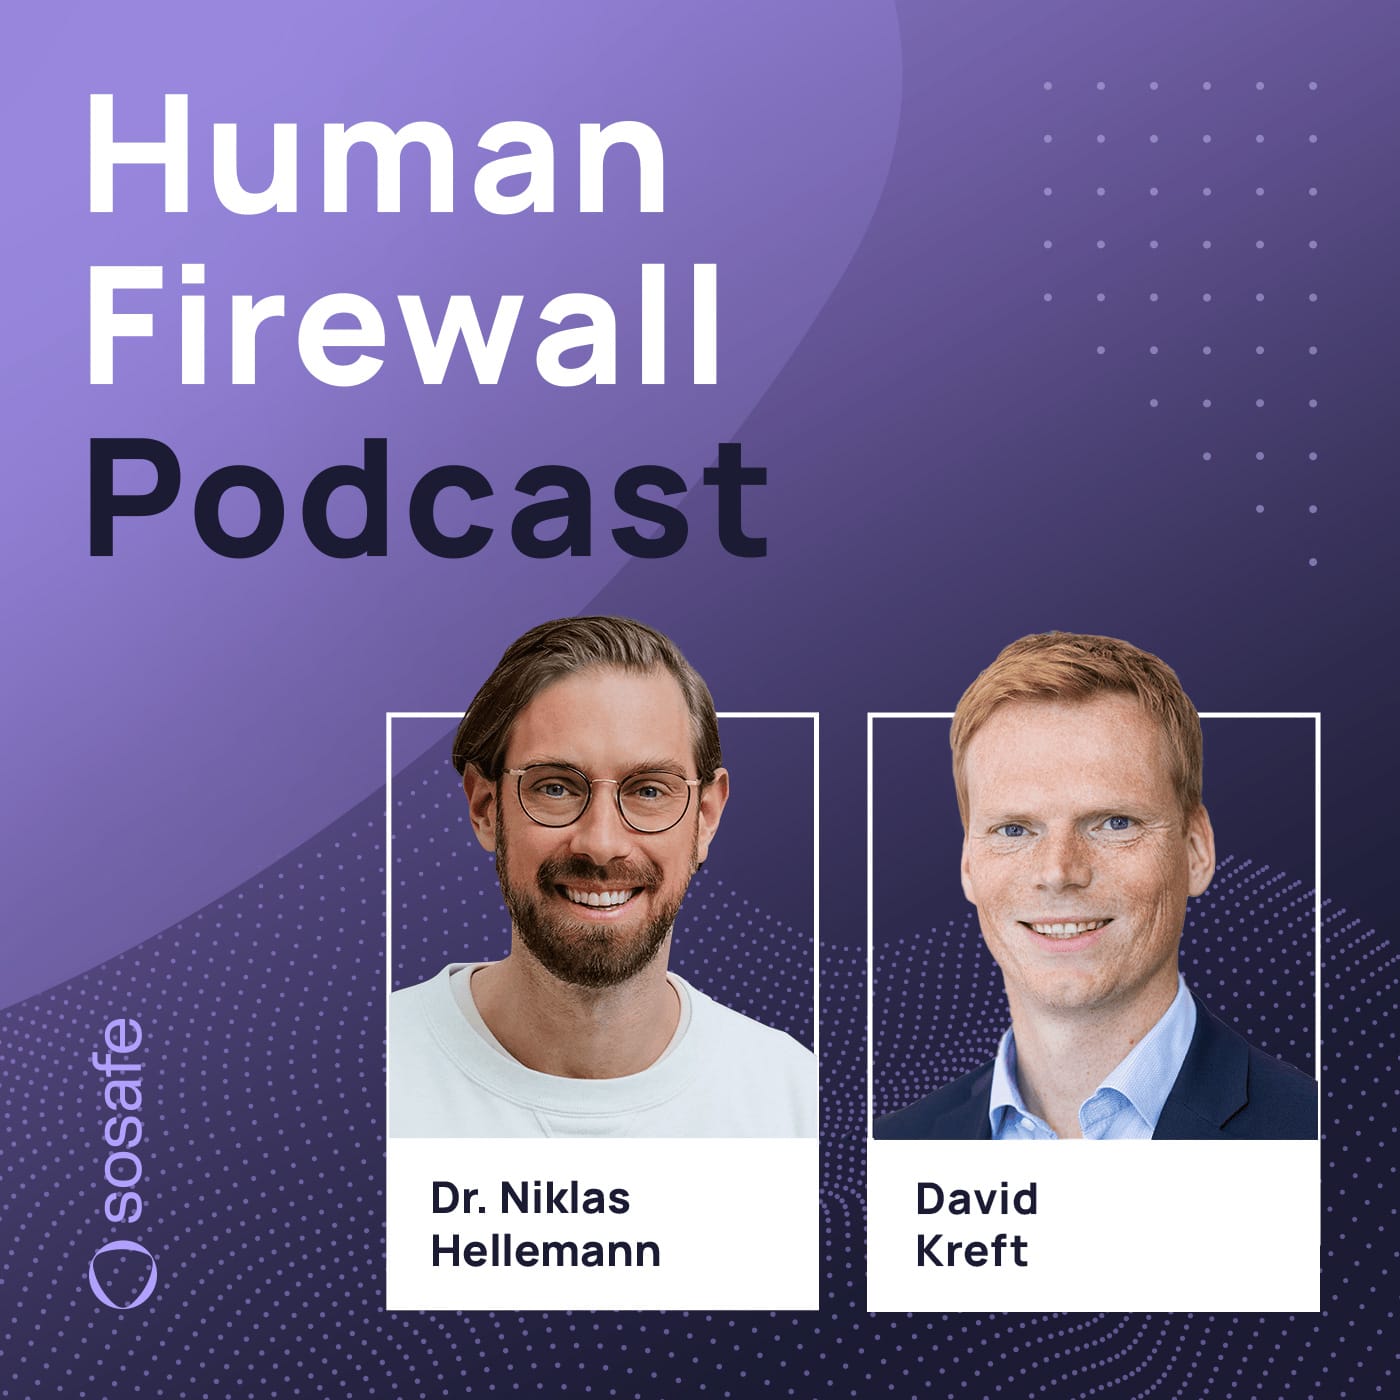 Human
Firewall
Podcast
sosafe
Dr. Niklas
Hellemann
David
Kreft